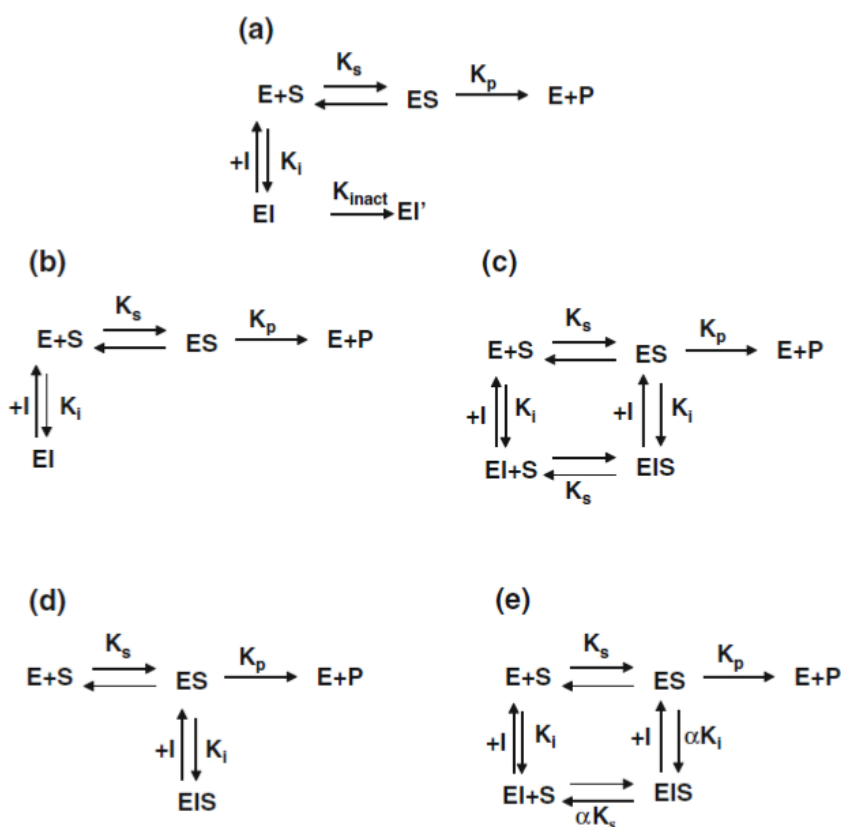 (a)
Ks
Kp
E+S
ES
E+P
+I
Ki
Kinact
EI
EI'
(b)
Ks
Kp
E+S
ES
E+P
+I
Ki
EI
(c)
Ks
Kp
E+S
ES
E+P
+I
Ki
+I
Ki
EI+S
EIS
Ks
(d)
Ks
Kp
E+S
ES
E+P
+I
Ki
EIS
(e)
Ks
Kp
E+S
ES
E+P
+I
Ki
+I
αKi
EI+S
EIS
αKs